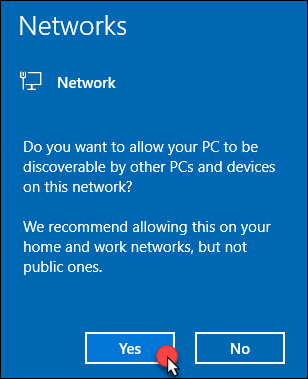 Networks
Network
Do you want to allow your PC to be
discoverable by other PCs and devices
on this network?
We recommend allowing this on your
home and work networks, but not
public ones.
Yes
No